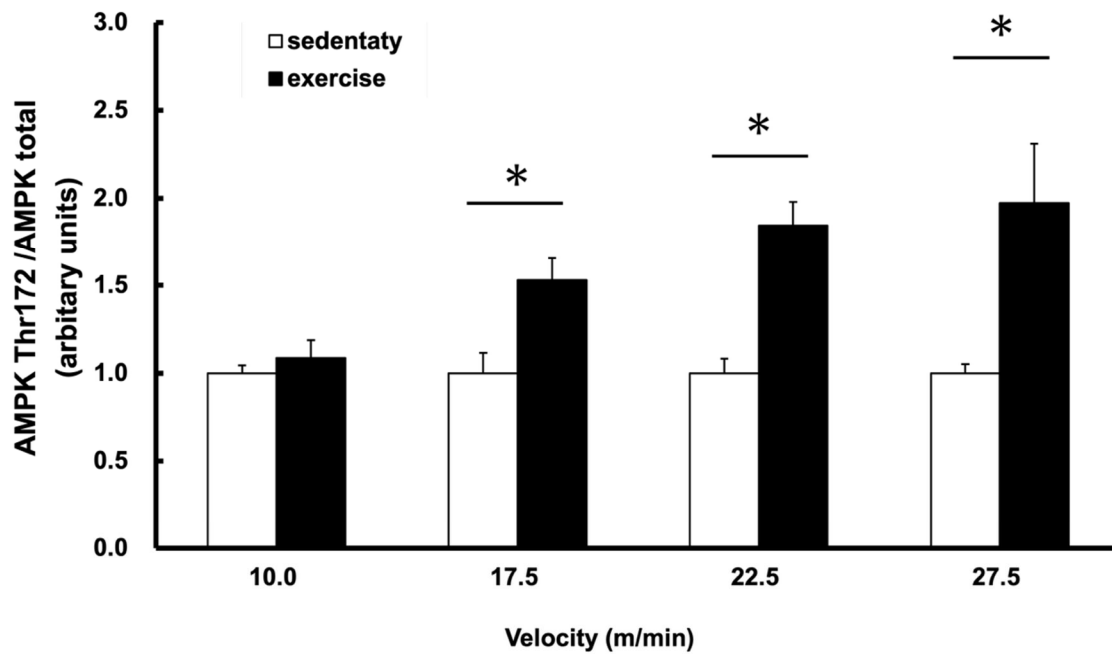 3.0
2.5
2.0
1.5
1.0
0.5
0.0
AMPK Thr172 /AMPK total
(arbitary units)
sedentaty
exercise
*
*
*
10.0
17.5
22.5
27.5
Velocity (m/min)